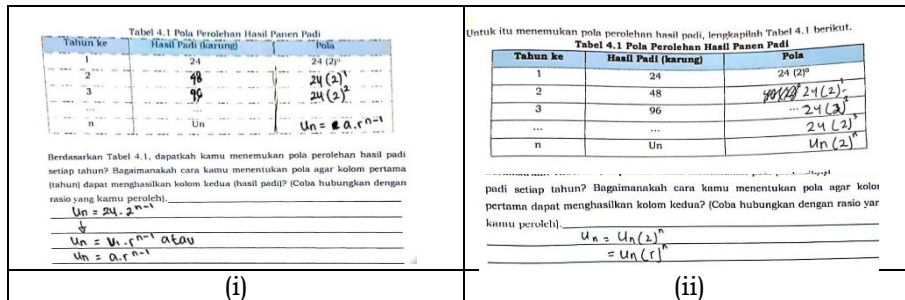 Tabel 4.1 Pola Perolehan Hasil Panen Padi
Tahun ke Hasil Padi (karung) Pola
1 24 24 (2)⁰
2 48 24 (2)¹
3 96 24 (2)²
... ...
n Un Un = a.rⁿ⁻¹
Berdasarkan Tabel 4.1, dapatkah kamu menemukan pola perolehan hasil padi
setiap tahun? Bagaimanakah cara kamu menentukan pola agar kolom pertama
(tahun) dapat menghasilkan kolom kedua (hasil padi)? (Coba hubungkan dengan
rasio yang kamu peroleh).
Un = 24 . 2ⁿ⁻¹
↓
Un = U₁ . rⁿ⁻¹ atau
Un = a.rⁿ⁻¹
(i)
Untuk itu menemukan pola perolehan hasil padi, lengkapilah Tabel 4.1 berikut.
Tabel 4.1 Pola Perolehan Hasil Panen Padi
Tahun ke Hasil Padi (karung) Pola
1 24 24 (2)⁰
2 48 24 (2)¹
3 96 ... 24 (2)²
... ... 24 (2)³
n Un Un (2)ⁿ
padi setiap tahun? Bagaimanakah cara kamu menentukan pola agar kolo
pertama dapat menghasilkan kolom kedua? (Coba hubungkan dengan rasio yan
kamu peroleh).
Un = Un (2)ⁿ
= Un (r)ⁿ
(ii)